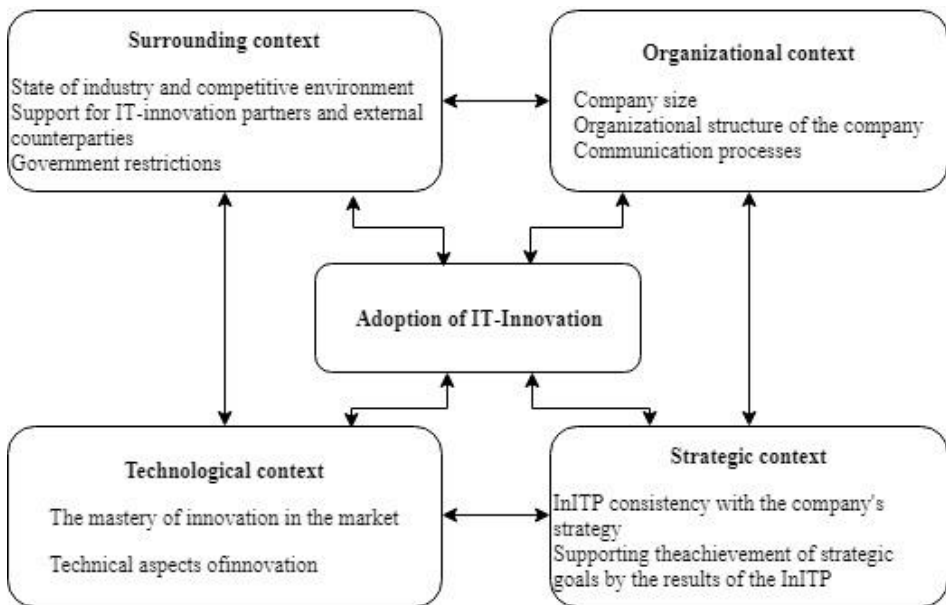 Surrounding context
State of industry and competitive environment
Support for IT-innovation partners and external
counterparties
Government restrictions
Organizational context
Company size
Organizational structure of the company
Communication processes
Adoption of IT-Innovation
Technological context
The mastery of innovation in the market
Technical aspects ofinnovation
Strategic context
InITP consistency with the company's
strategy
Supporting theachievement of strategic
goals by the results of the InITP